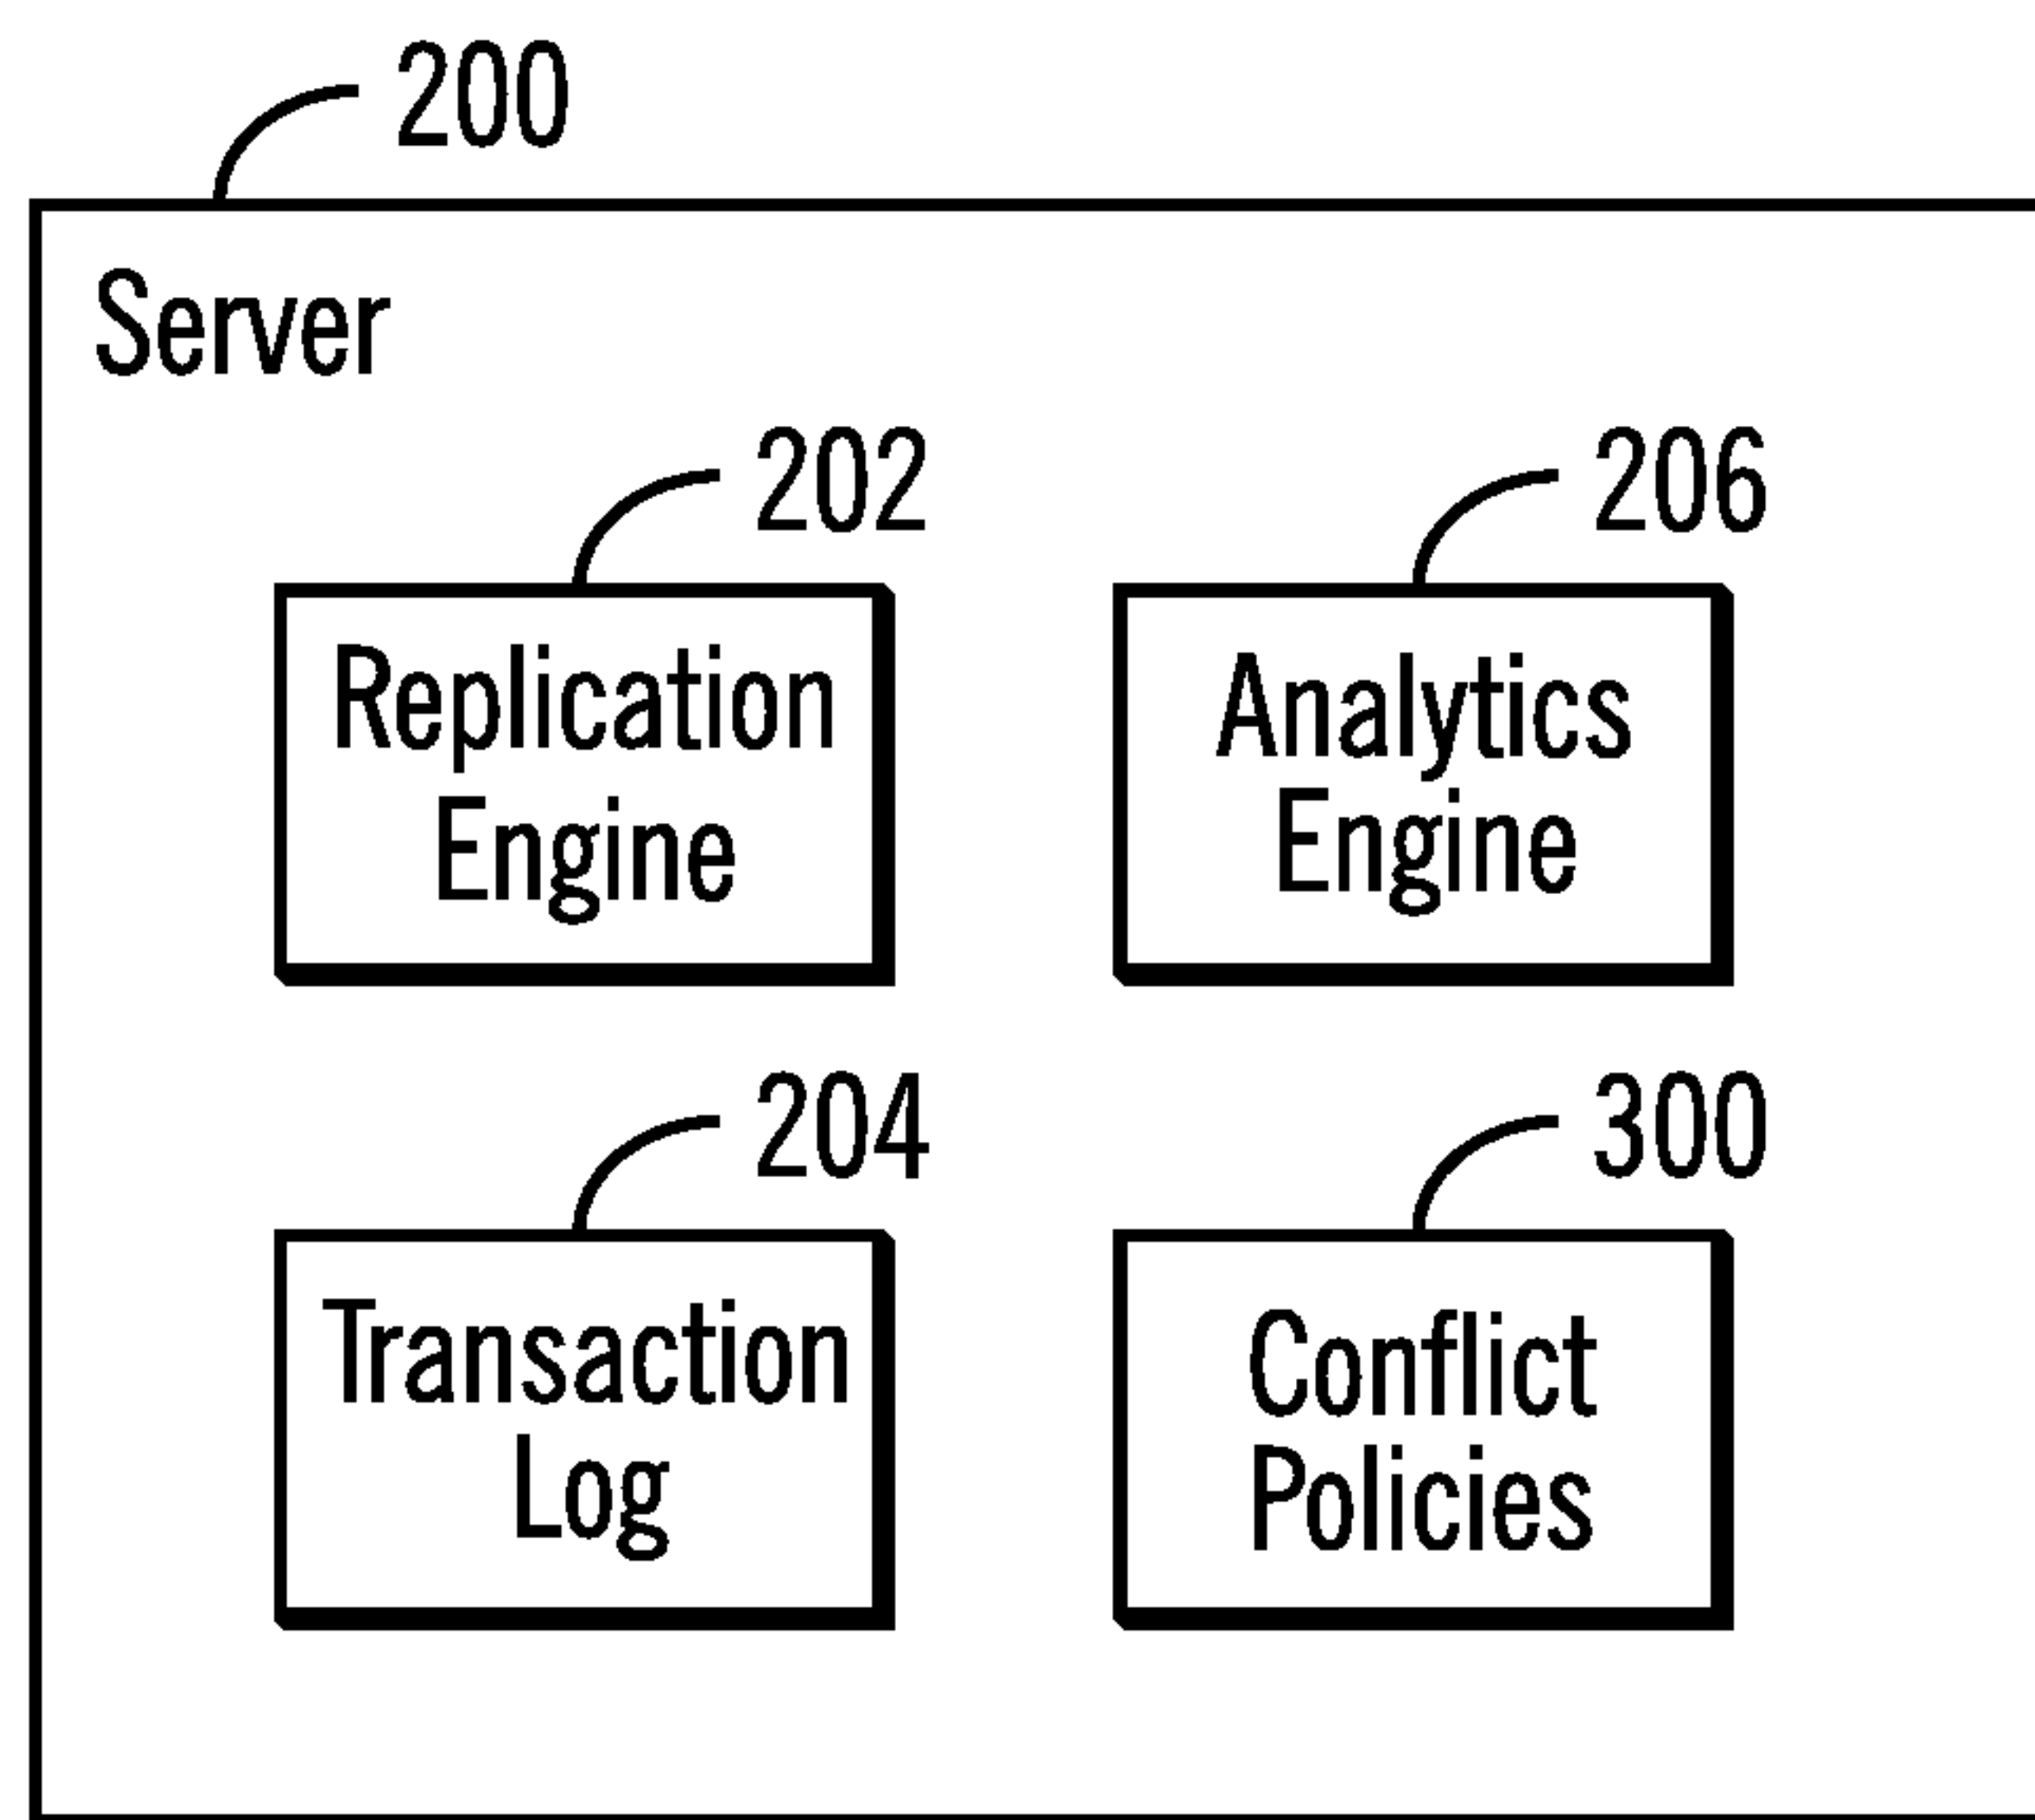 200
Server
202
Replication
Engine
206
Analytics
Engine
204
Transaction
Log
300
Conflict
Policies